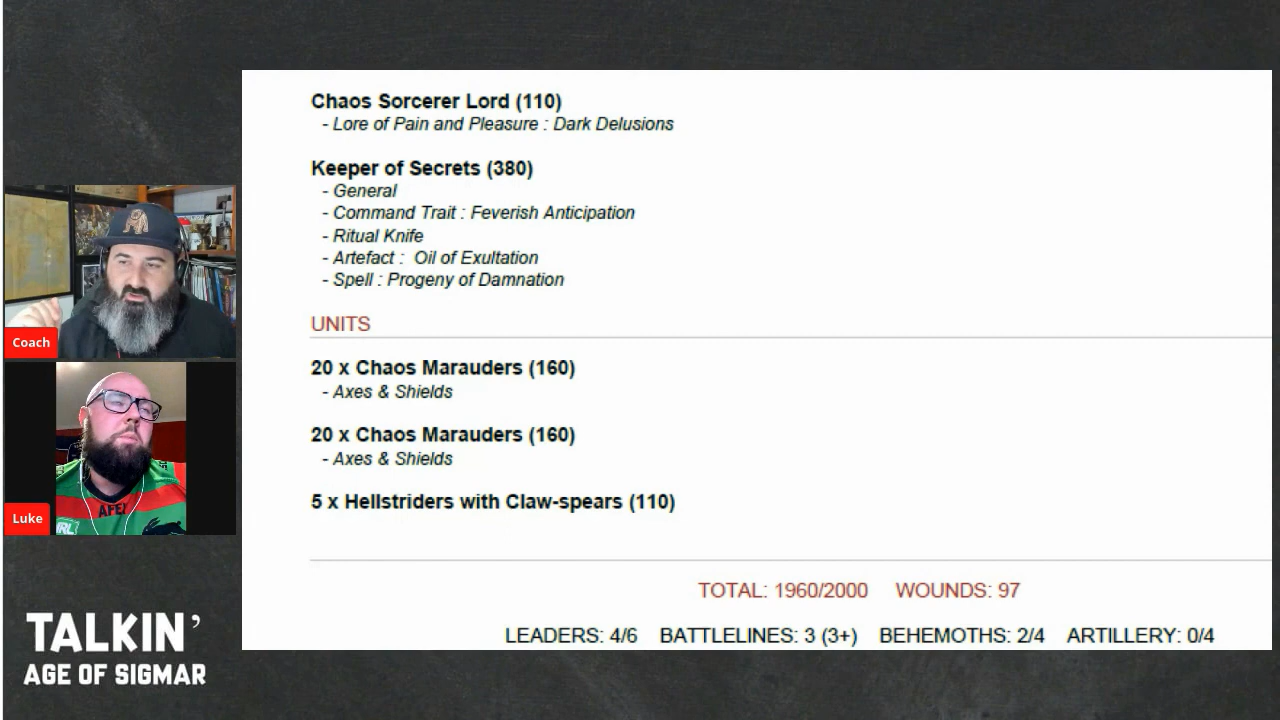 Chaos Sorcerer Lord (110)
- Lore of Pain and Pleasure : Dark Delusions
Keeper of Secrets (380)
- General
- Command Trait : Feverish Anticipation
- Ritual Knife
- Artefact : Oil of Exultation
- Spell : Progeny of Damnation
UNITS
20 x Chaos Marauders (160)
- Axes & Shields
20 x Chaos Marauders (160)
- Axes & Shields
5 x Hellstriders with Claw-spears (110)
TOTAL: 1960/2000 WOUNDS: 97
LEADERS: 4/6 BATTLELINES: 3 (3+) BEHEMOTHS: 2/4 ARTILLERY: 0/4
Coach
Luke
TALKIN'
AGE OF SIGMAR